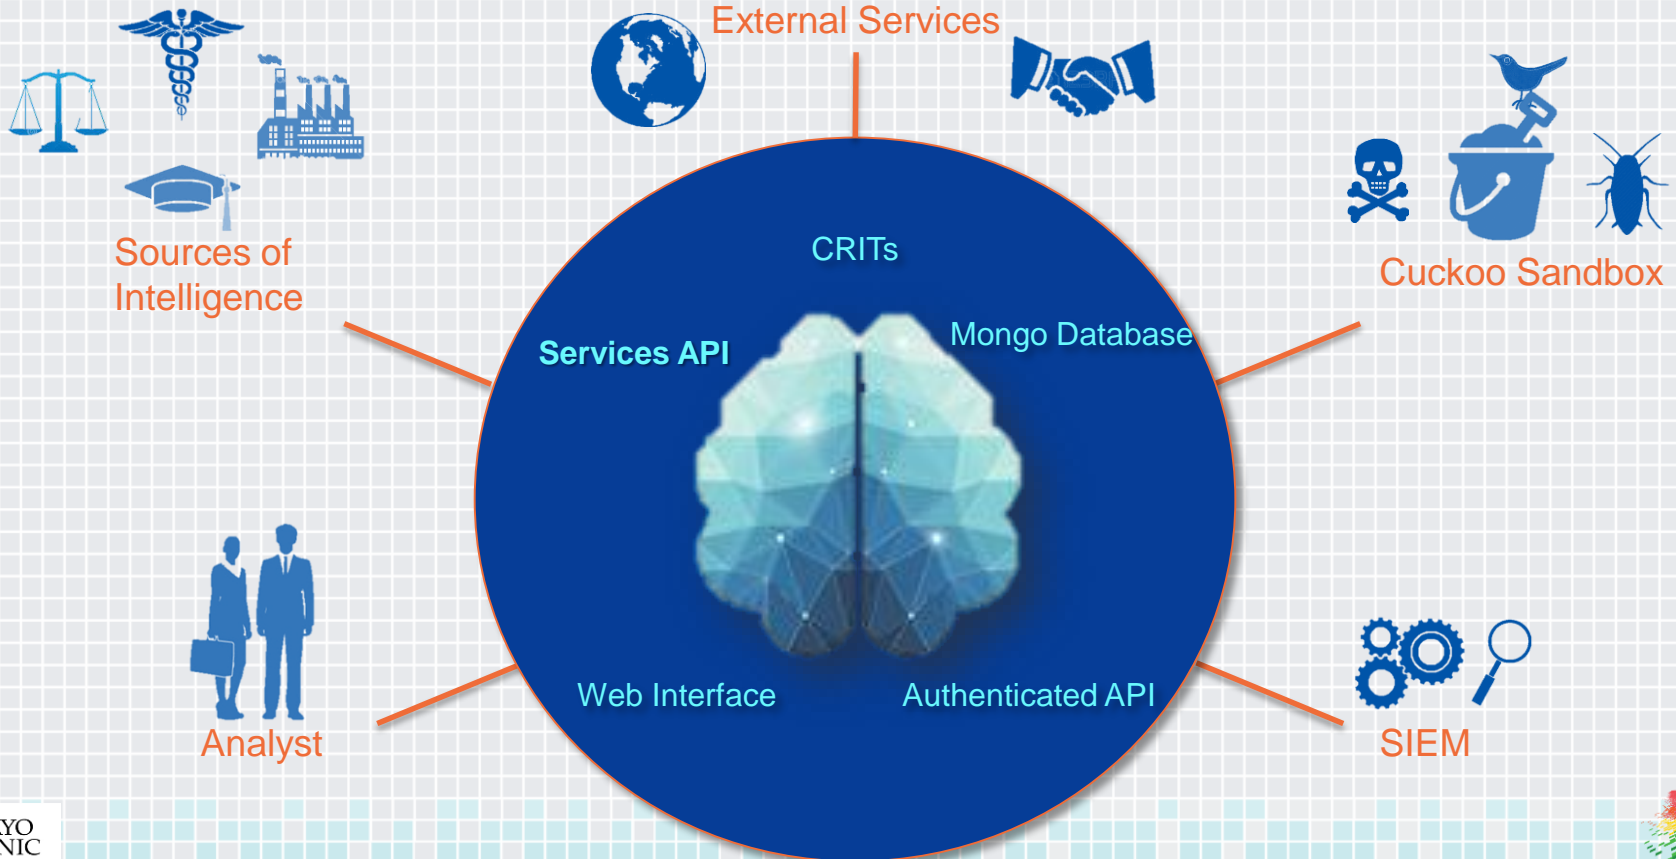 External Services
Sources of
Intelligence
Cuckoo Sandbox
CRITs
Services API
Mongo Database
Web Interface
Authenticated API
Analyst
SIEM